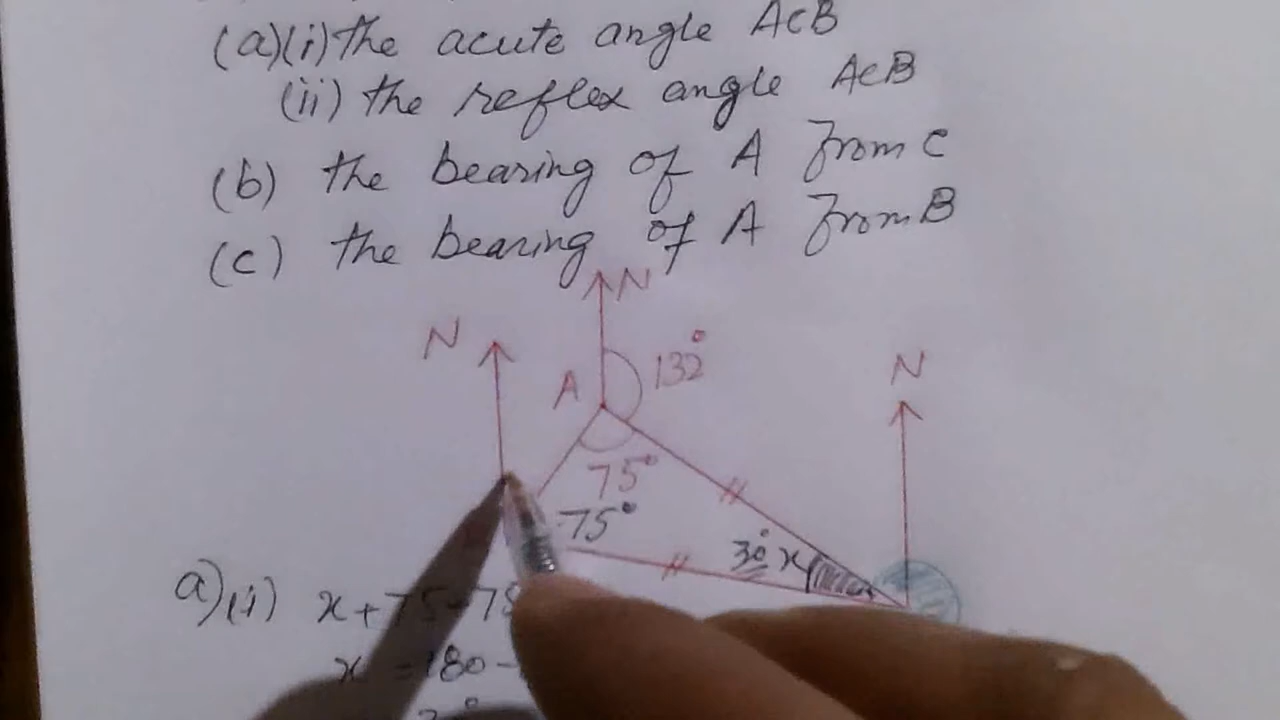 (a)(i) the acute angle ACB
(ii) the reflex angle ACB
(b) the bearing of A from C
(c) the bearing of A from B
N
N
N
A
132°
75°
75°
30° x
a)(i) x+75
x = 180 -